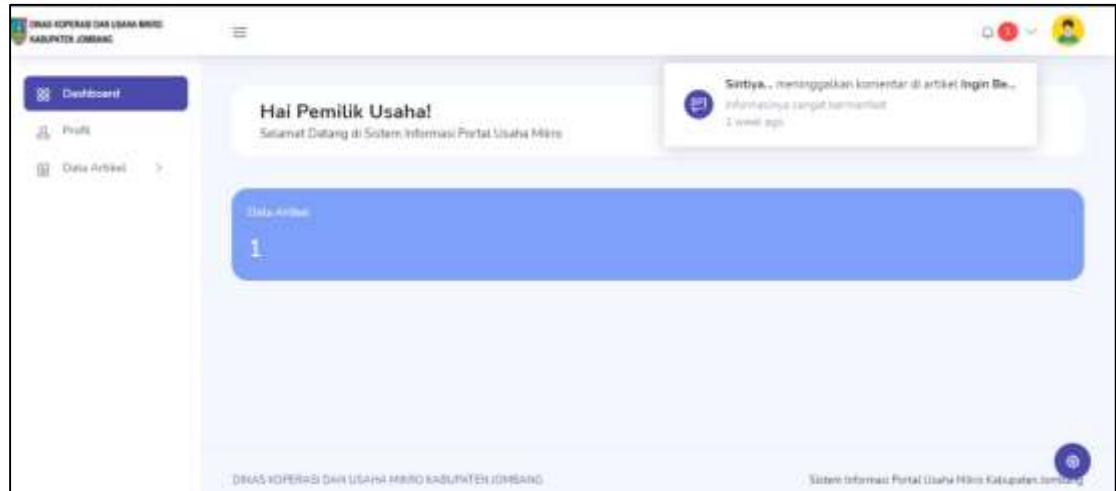 DINAS KOPERASI DAN USAHA MIKRO
KABUPATEN JOMBANG
1
Dashboard
Profil
Data Artikel
Hai Pemilik Usaha!
Selamat Datang di Sistem Informasi Portal Usaha Mikro
Sintiya... meninggalkan komentar di artikel Ingin Be...
Informasinya sangat bermanfaat
1 week ago
Data Artikel
1
DINAS KOPERASI DAN USAHA MIKRO KABUPATEN JOMBANG
Sistem Informasi Portal Usaha Mikro Kabupaten Jombang